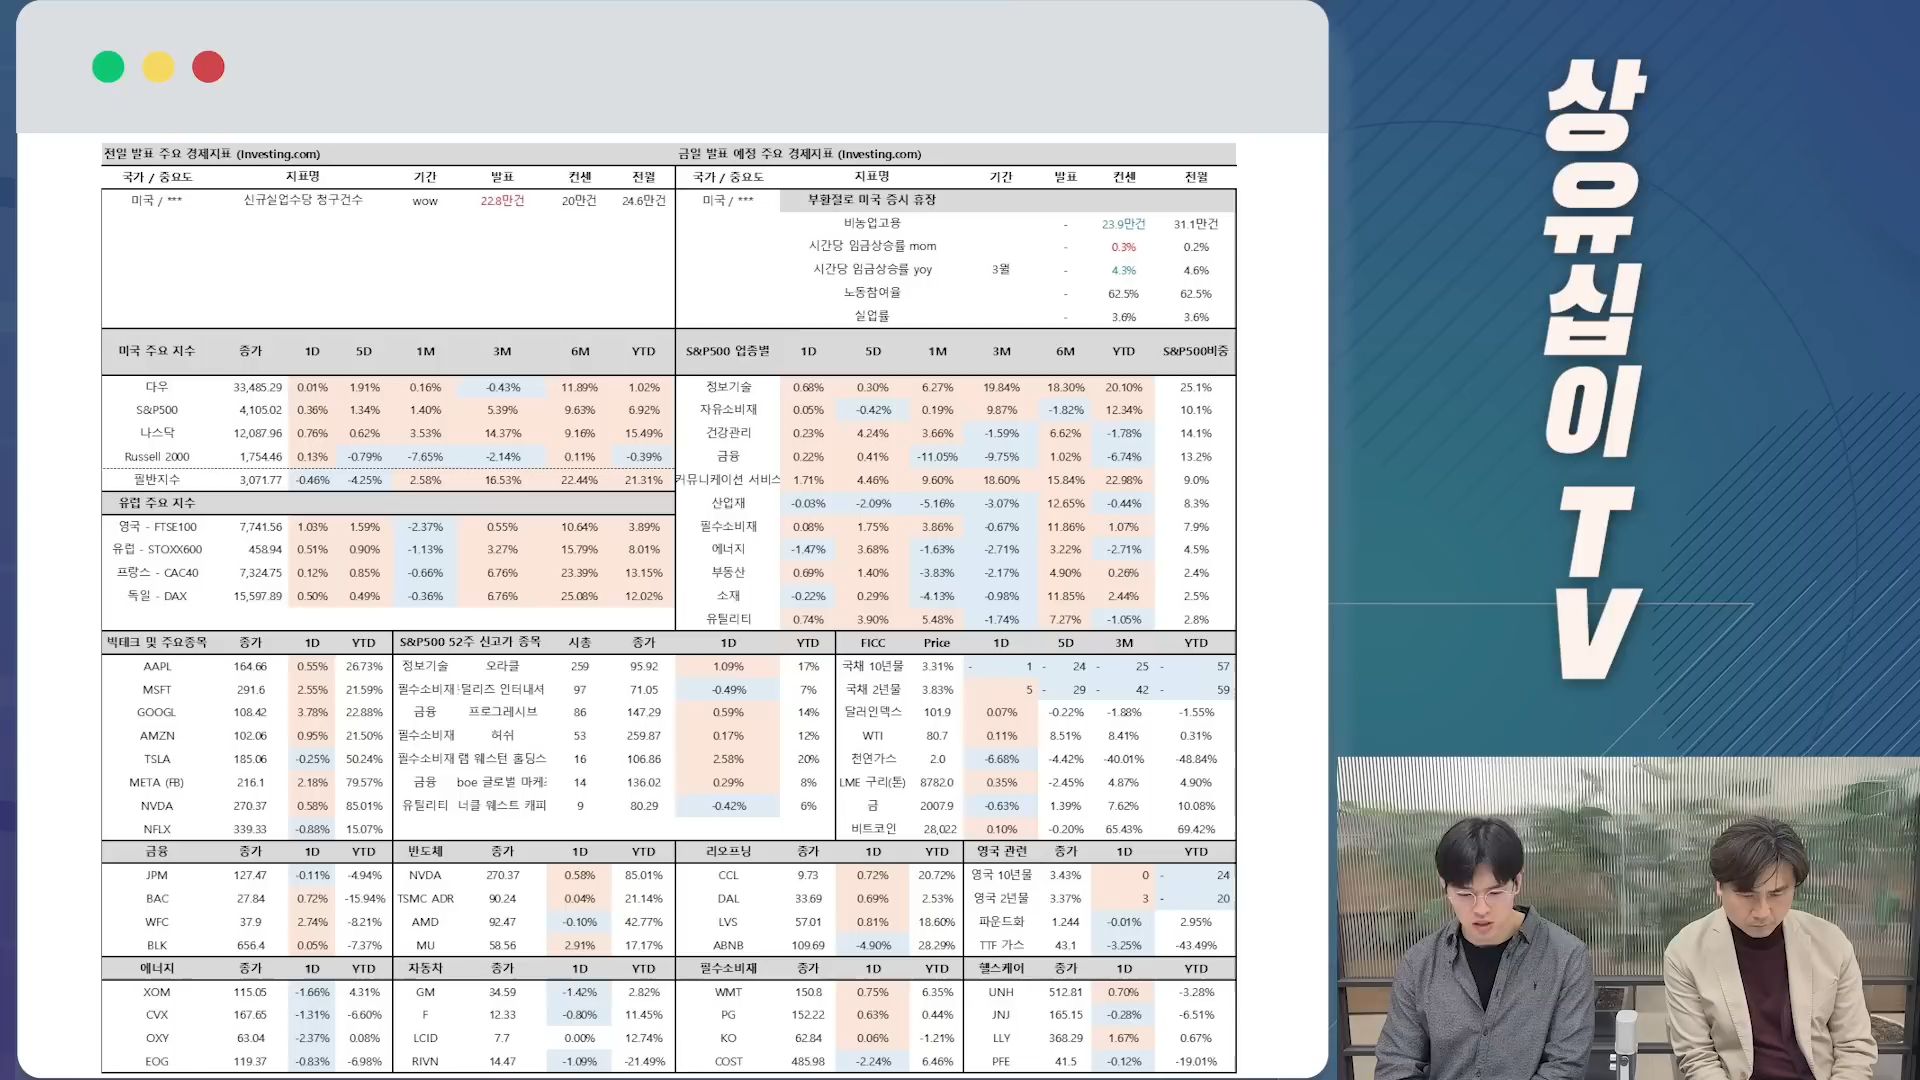 전일 발표 주요 경제지표 (Investing.com) 금일 발표 예정 주요 경제지표 (Investing.com)
국가 / 중요도 지표명 기간 발표 컨센 전월 국가 / 중요도 지표명 기간 발표 컨센 전월
미국 / *** 신규실업수당 청구건수 wow 22.8만건 20만건 24.6만건 미국 / *** 부활절로 미국 증시 휴장
비농업고용 - 23.9만건 31.1만건
시간당 임금상승률 mom - 0.3% 0.2%
시간당 임금상승률 yoy 3월 - 4.3% 4.6%
노동참여율 - 62.5% 62.5%
실업률 - 3.6% 3.6%
미국 주요 지수 종가 1D 5D 1M 3M 6M YTD S&P500 업종별 1D 5D 1M 3M 6M YTD S&P500비중
다우 33,485.29 0.01% 1.91% 0.16% -0.43% 11.89% 1.02% 정보기술 0.68% 0.30% 6.27% 19.84% 18.30% 20.10% 25.1%
S&P500 4,105.02 0.36% 1.34% 1.40% 5.39% 9.63% 6.92% 자유소비재 0.05% -0.42% 0.19% 9.87% -1.82% 12.34% 10.1%
나스닥 12,087.96 0.76% 0.62% 3.53% 14.37% 9.16% 15.49% 건강관리 0.23% 4.24% 3.66% -1.59% 6.62% -1.78% 14.1%
Russell 2000 1,754.46 0.13% -0.79% -7.65% -2.14% 0.11% -0.39% 금융 0.22% 0.41% -11.05% -9.75% 1.02% -6.74% 13.2%
필반지수 3,071.77 -0.46% -4.25% 2.58% 16.53% 22.44% 21.31% 커뮤니케이션 서비스 1.71% 4.46% 9.60% 18.60% 15.84% 22.98% 9.0%
유럽 주요 지수 산업재 -0.03% -2.09% -5.16% -3.07% 12.65% -0.44% 8.3%
영국 - FTSE100 7,741.56 1.03% 1.59% -2.37% 0.55% 10.64% 3.89% 필수소비재 0.08% 1.75% 3.86% -0.67% 11.86% 1.07% 7.9%
유럽 - STOXX600 458.94 0.51% 0.90% -1.13% 3.27% 15.79% 8.01% 에너지 -1.47% 3.68% -1.63% -2.71% 3.22% -2.71% 4.5%
프랑스 - CAC40 7,324.75 0.12% 0.85% -0.66% 6.76% 23.39% 13.15% 부동산 0.69% 1.40% -3.83% -2.17% 4.90% 0.26% 2.4%
독일 - DAX 15,597.89 0.50% 0.49% -0.36% 6.76% 25.08% 12.02% 소재 -0.22% 0.29% -4.13% -0.98% 11.85% 2.44% 2.5%
유틸리티 0.74% 3.90% 5.48% -1.74% 7.27% -1.05% 2.8%
빅테크 및 주요종목 종가 1D YTD S&P500 52주 신고가 종목 시총 종가 1D YTD FICC Price 1D 5D 3M YTD
AAPL 164.66 0.55% 26.73% 정보기술 오라클 259 95.92 1.09% 17% 국채 10년물 3.31% - 1 - 24 - 25 - 57
MSFT 291.6 2.55% 21.59% 필수소비재 델리즈 인터내셔 97 71.05 -0.49% 7% 국채 2년물 3.83% 5 - 29 - 42 - 59
GOOGL 108.42 3.78% 22.88% 금융 프로그레시브 86 147.29 0.59% 14% 달러인덱스 101.9 0.07% -0.22% -1.88% -1.55%
AMZN 102.06 0.95% 21.50% 필수소비재 허쉬 53 259.87 0.17% 12% WTI 80.7 0.11% 8.51% 8.41% 0.31%
TSLA 185.06 -0.25% 50.24% 필수소비재 램 웨스턴 홀딩스 16 106.86 2.58% 20% 천연가스 2.0 -6.68% -4.42% -40.01% -48.84%
META (FB) 216.1 2.18% 79.57% 금융 boe 글로벌 마케 14 136.02 0.29% 8% LME 구리(톤) 8782.0 0.35% -2.45% 4.87% 4.90%
NVDA 270.37 0.58% 85.01% 유틸리티 너클 웨스트 캐피 9 80.29 -0.42% 6% 금 2007.9 -0.63% 1.39% 7.62% 10.08%
NFLX 339.33 -0.88% 15.07% 비트코인 28,022 0.10% -0.20% 65.43% 69.42%
금융 종가 1D YTD 반도체 종가 1D YTD 리오프닝 종가 1D YTD 영국 관련 종가 1D YTD
JPM 127.47 -0.11% -4.94% NVDA 270.37 0.58% 85.01% CCL 9.73 0.72% 20.72% 영국 10년물 3.43% 0 - 24
BAC 27.84 0.72% -15.94% TSMC ADR 90.24 0.04% 21.14% DAL 33.69 0.69% 2.53% 영국 2년물 3.37% 3 - 20
WFC 37.9 2.74% -8.21% AMD 92.47 -0.10% 42.77% LVS 57.01 0.81% 18.60% 파운드화 1.244 -0.01% 2.95%
BLK 656.4 0.05% -7.37% MU 58.56 2.91% 17.17% ABNB 109.69 -4.90% 28.29% TTF 가스 43.1 -3.25% -43.49%
에너지 종가 1D YTD 자동차 종가 1D YTD 필수소비재 종가 1D YTD 헬스케어 종가 1D YTD
XOM 115.05 -1.66% 4.31% GM 34.59 -1.42% 2.82% WMT 150.8 0.75% 6.35% UNH 512.81 0.70% -3.28%
CVX 167.65 -1.31% -6.60% F 12.33 -0.80% 11.45% PG 152.22 0.63% 0.44% JNJ 165.15 -0.28% -6.51%
OXY 63.04 -2.37% 0.08% LCID 7.7 0.00% 12.74% KO 62.84 0.06% -1.21% LLY 368.29 1.67% 0.67%
EOG 119.37 -0.83% -6.98% RIVN 14.47 -1.09% -21.49% COST 485.98 -2.24% 6.46% PFE 41.5 -0.12% -19.01%
상유십이 TV